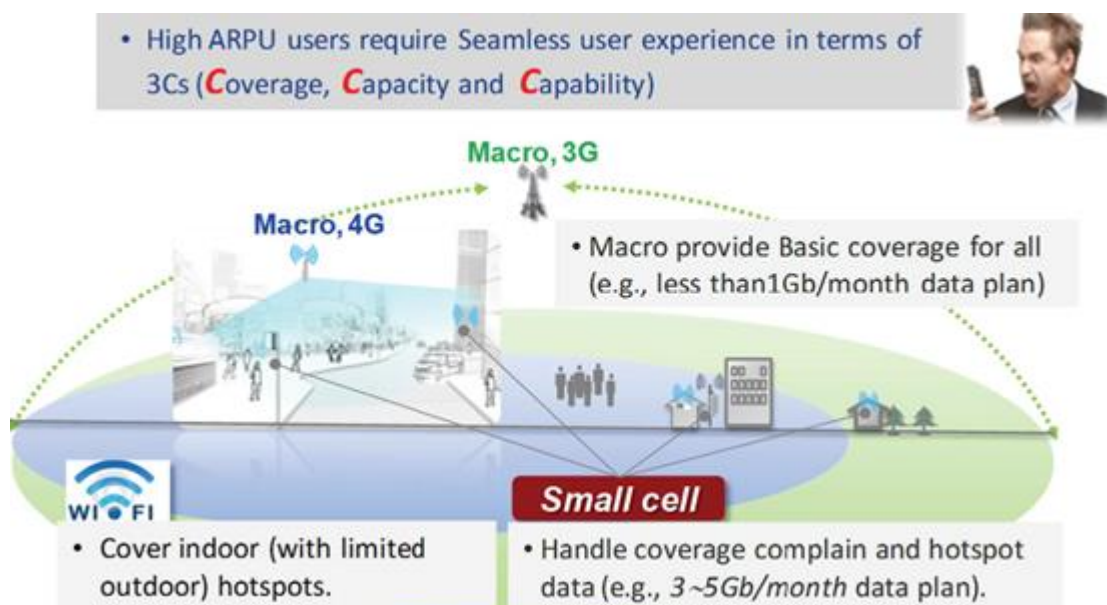 • High ARPU users require Seamless user experience in terms of
3Cs (Coverage, Capacity and Capability)
Macro, 3G
Macro, 4G
• Macro provide Basic coverage for all
(e.g., less than1Gb/month data plan)
WI FI
Small cell
• Cover indoor (with limited
outdoor) hotspots.
• Handle coverage complain and hotspot
data (e.g., 3~5Gb/month data plan).